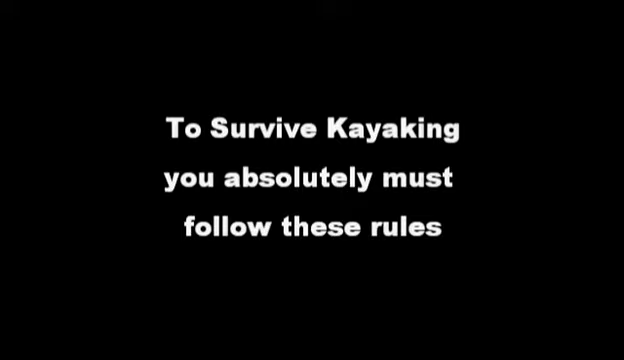 To Survive Kayaking
you absolutely must
follow these rules